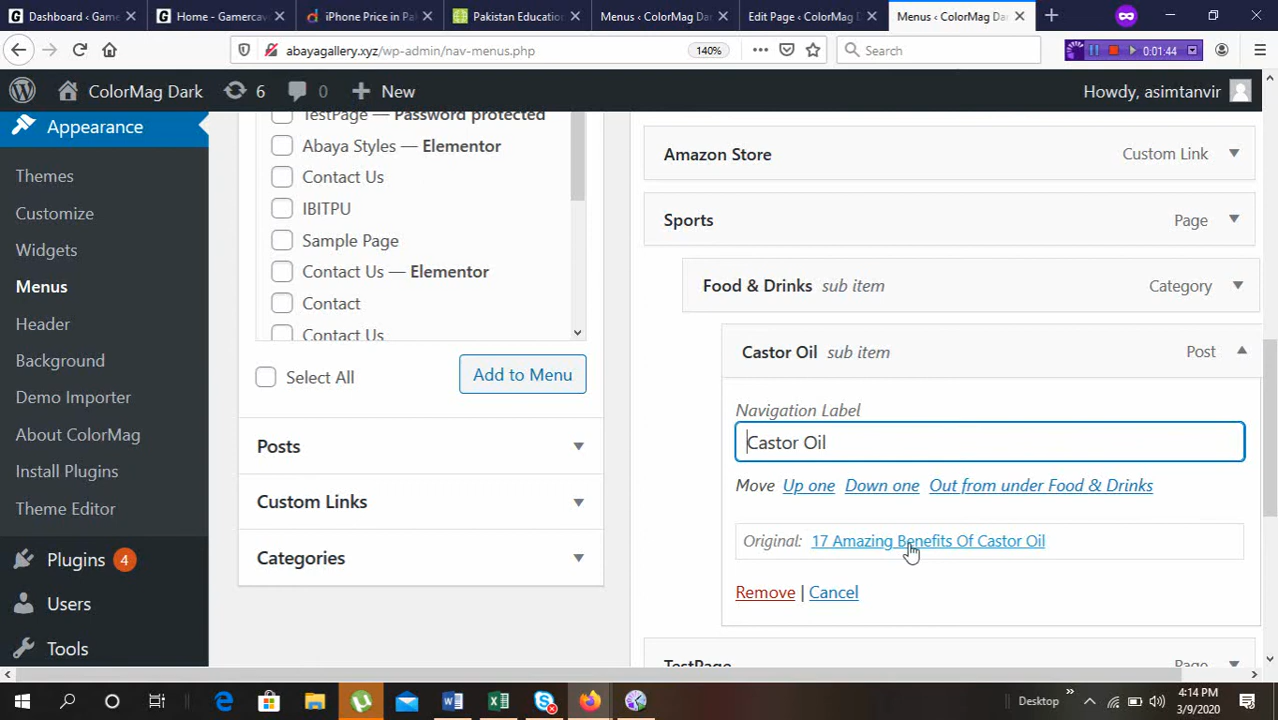 Dashboard ‹ Game
Home - Gamercav
iPhone Price in Pak
Pakistan Education
Menus ‹ ColorMag Da
Edit Page ‹ ColorMag D
Menus ‹ ColorMag Da
abayagallery.xyz/wp-admin/nav-menus.php
140%
Search
0:01:44
ColorMag Dark
6
0
New
Howdy, asimtanvir
Appearance
Themes
Customize
Widgets
Menus
Header
Background
Demo Importer
About ColorMag
Install Plugins
Theme Editor
Plugins 4
Users
Tools
TestPage — Password protected
Abaya Styles — Elementor
Contact Us
IBITPU
Sample Page
Contact Us — Elementor
Contact
Contact Us
Select All
Add to Menu
Posts
Custom Links
Categories
Amazon Store Custom Link
Sports Page
Food & Drinks sub item Category
Castor Oil sub item Post
Navigation Label
Castor Oil
Move Up one Down one Out from under Food & Drinks
Original: 17 Amazing Benefits Of Castor Oil
Remove | Cancel
TestPage Page
Desktop
4:14 PM
3/9/2020